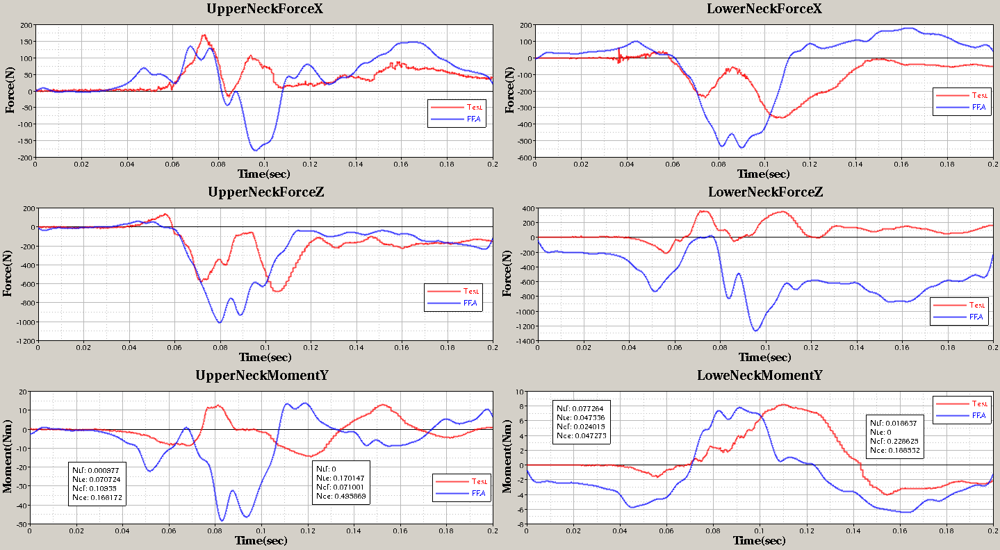 UpperNeckForceX
200
150
100
50
0
-50
-100
-150
-200
Force(N)
Test
FEA
0 0.02 0.04 0.06 0.08 0.1 0.12 0.14 0.16 0.18 0.2
Time(sec)
LowerNeckForceX
200
100
0
-100
-200
-300
-400
-500
-600
Force(N)
Test
FEA
0 0.02 0.04 0.06 0.08 0.1 0.12 0.14 0.16 0.18 0.2
Time(sec)
UpperNeckForceZ
200
0
-200
-400
-600
-800
-1000
-1200
Force(N)
Test
FEA
0 0.02 0.04 0.06 0.08 0.1 0.12 0.14 0.16 0.18 0.2
Time(sec)
LowerNeckForceZ
400
200
0
-200
-400
-600
-800
-1000
-1200
-1400
Force(N)
Test
FEA
0 0.02 0.04 0.06 0.08 0.1 0.12 0.14 0.16 0.18 0.2
Time(sec)
UpperNeckMomentY
20
10
0
-10
-20
-30
-40
-50
Moment(Nm)
Ntf: 0.000977
Nte: 0.070724
Ncf: 0.10935
Nce: 0.168172
Ntf: 0
Nte: 0.170147
Ncf: 0.071001
Nce: 0.495869
Test
FEA
0 0.02 0.04 0.06 0.08 0.1 0.12 0.14 0.16 0.18 0.2
Time(sec)
LoweNeckMomentY
10
8
6
4
2
0
-2
-4
-6
-8
Moment(Nm)
Ntf: 0.077264
Nte: 0.047336
Ncf: 0.024015
Nce: 0.047273
Ntf: 0.018637
Nte: 0
Ncf: 0.228625
Nce: 0.188532
Test
FEA
0 0.02 0.04 0.06 0.08 0.1 0.12 0.14 0.16 0.18 0.2
Time(sec)